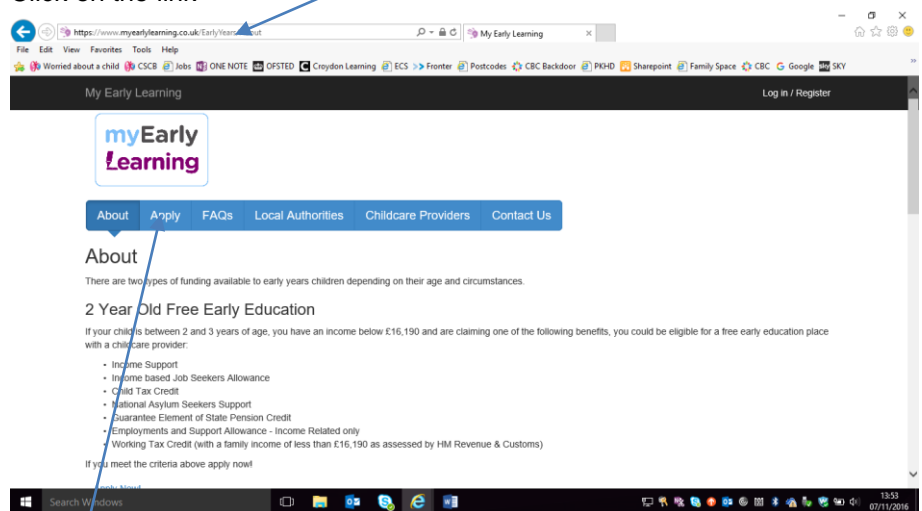 Click on the link
https://www.myearlylearning.co.uk/EarlyYears
My Early Learning
File Edit View Favorites Tools Help
Worried about a child CSCB Jobs ONE NOTE OFSTED Croydon Learning ECS >> Fronter Postcodes CBC Backdoor PKHD Sharepoint Family Space CBC Google SKY
My Early Learning Log in / Register
myEarly
Learning
About Apply FAQs Local Authorities Childcare Providers Contact Us
About
There are two types of funding available to early years children depending on their age and circumstances.
2 Year Old Free Early Education
If your child is between 2 and 3 years of age, you have an income below £16,190 and are claiming one of the following benefits, you could be eligible for a free early education place
with a childcare provider:
• Income Support
• Income based Job Seekers Allowance
• Child Tax Credit
• National Asylum Seekers Support
• Guarantee Element of State Pension Credit
• Employments and Support Allowance - Income Related only
• Working Tax Credit (with a family income of less than £16,190 as assessed by HM Revenue & Customs)
If you meet the criteria above apply now!
Apply Now!
Search Windows
13:53
07/11/2016